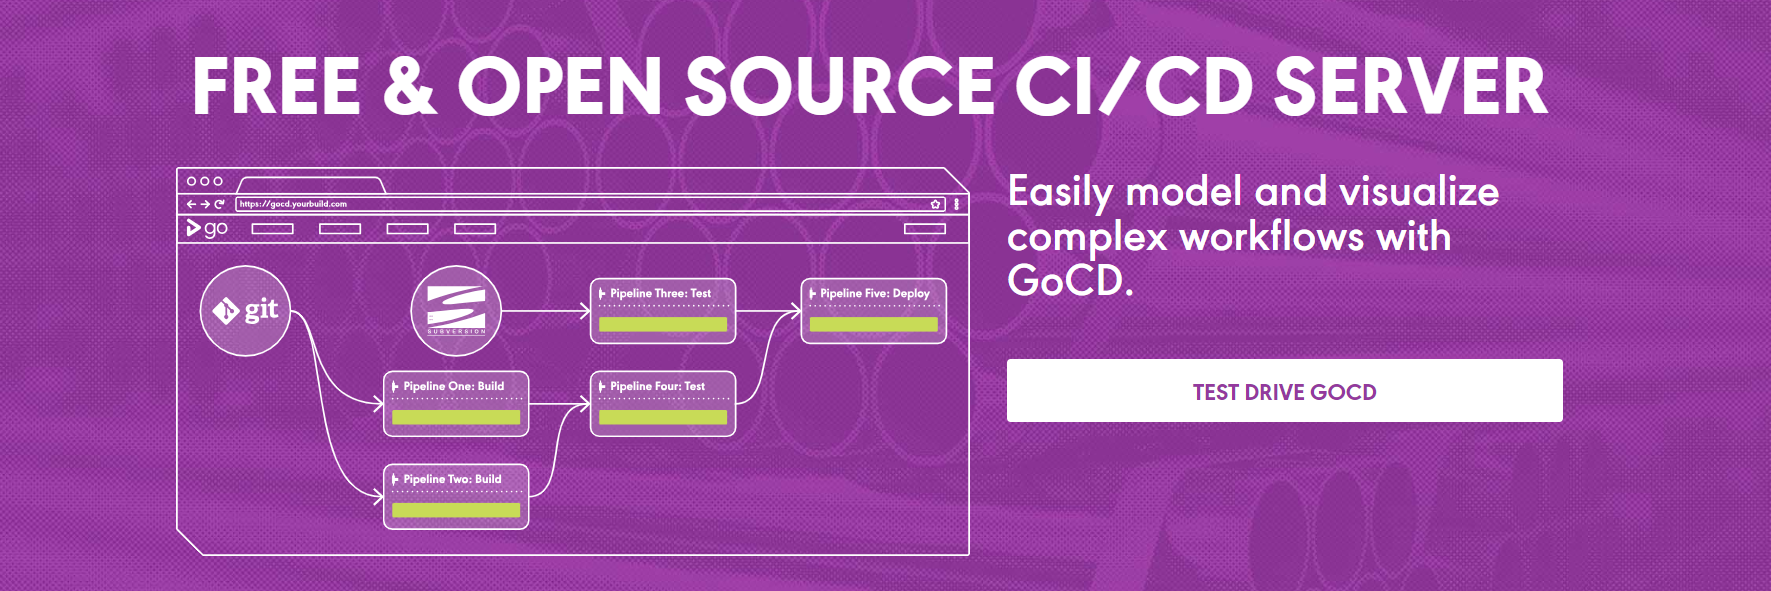 FREE & OPEN SOURCE CI/CD SERVER
https://gocd.yourbuild.com
go
git
SUBVERSION
Pipeline Three: Test
Pipeline Five: Deploy
Pipeline One: Build
Pipeline Four: Test
Pipeline Two: Build
Easily model and visualize
complex workflows with
GoCD.
TEST DRIVE GOCD